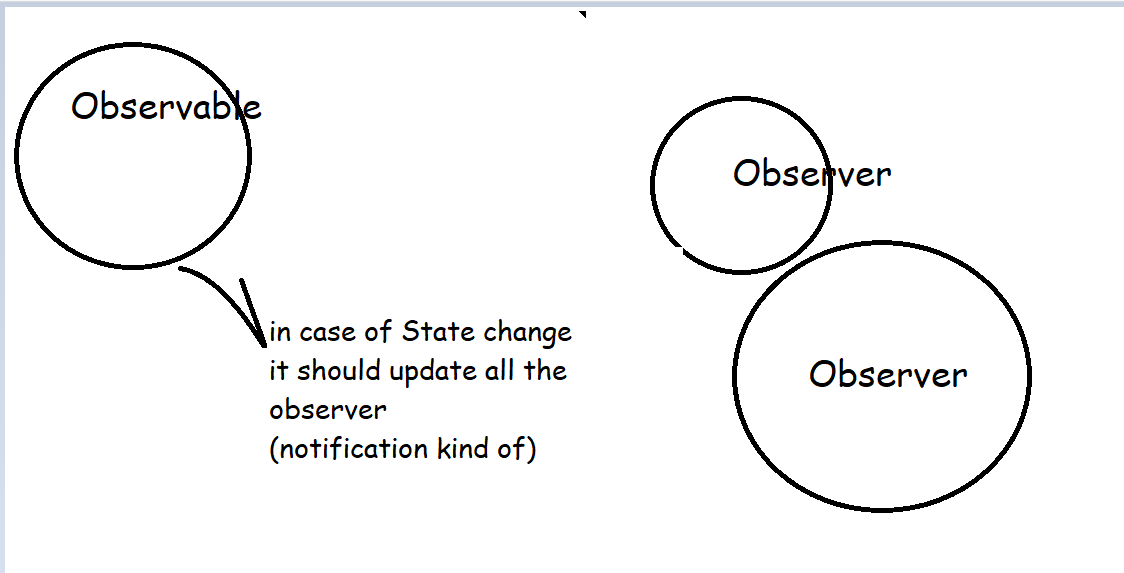 Observable
Observer
Observer
in case of State change
it should update all the
observer
(notification kind of)